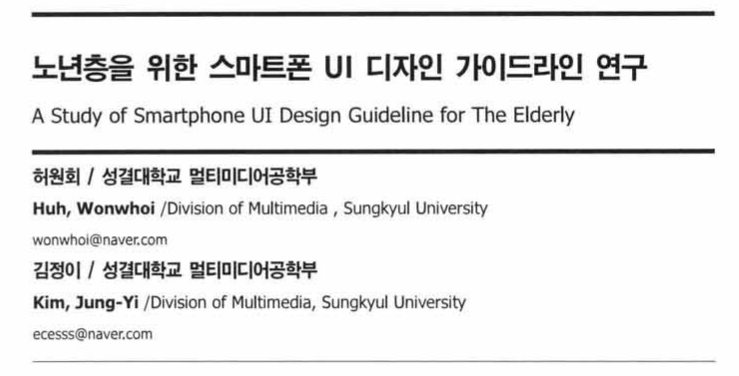 노년층을 위한 스마트폰 UI 디자인 가이드라인 연구
A Study of Smartphone UI Design Guideline for The Elderly
허원회 / 성결대학교 멀티미디어공학부
Huh, Wonwhoi /Division of Multimedia , Sungkyul University
wonwhoi@naver.com
김정이 / 성결대학교 멀티미디어공학부
Kim, Jung-Yi /Division of Multimedia, Sungkyul University
ecesss@naver.com